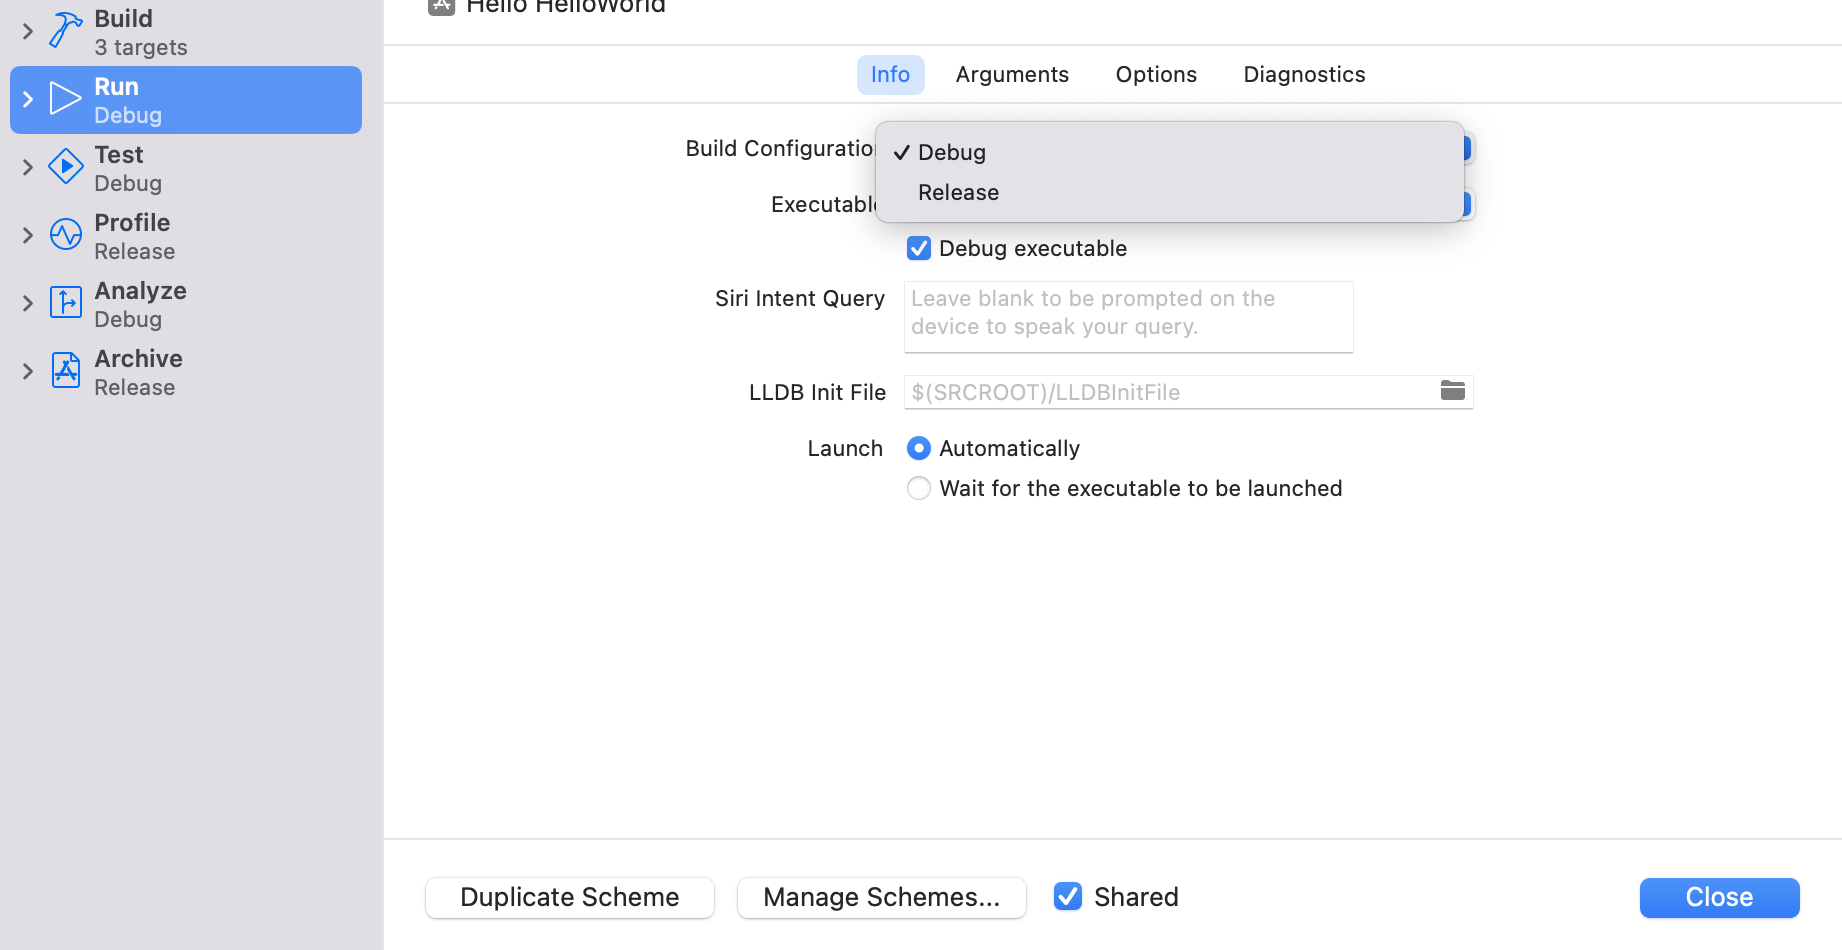 Build
3 targets
Run
Debug
Test
Debug
Profile
Release
Analyze
Debug
Archive
Release
Hello HelloWorld
Info Arguments Options Diagnostics
Build Configuration
Debug
Release
Executable
Debug executable
Siri Intent Query
Leave blank to be prompted on the
device to speak your query.
LLDB Init File $(SRCROOT)/LLDBInitFile
Launch Automatically
Wait for the executable to be launched
Duplicate Scheme Manage Schemes... Shared Close